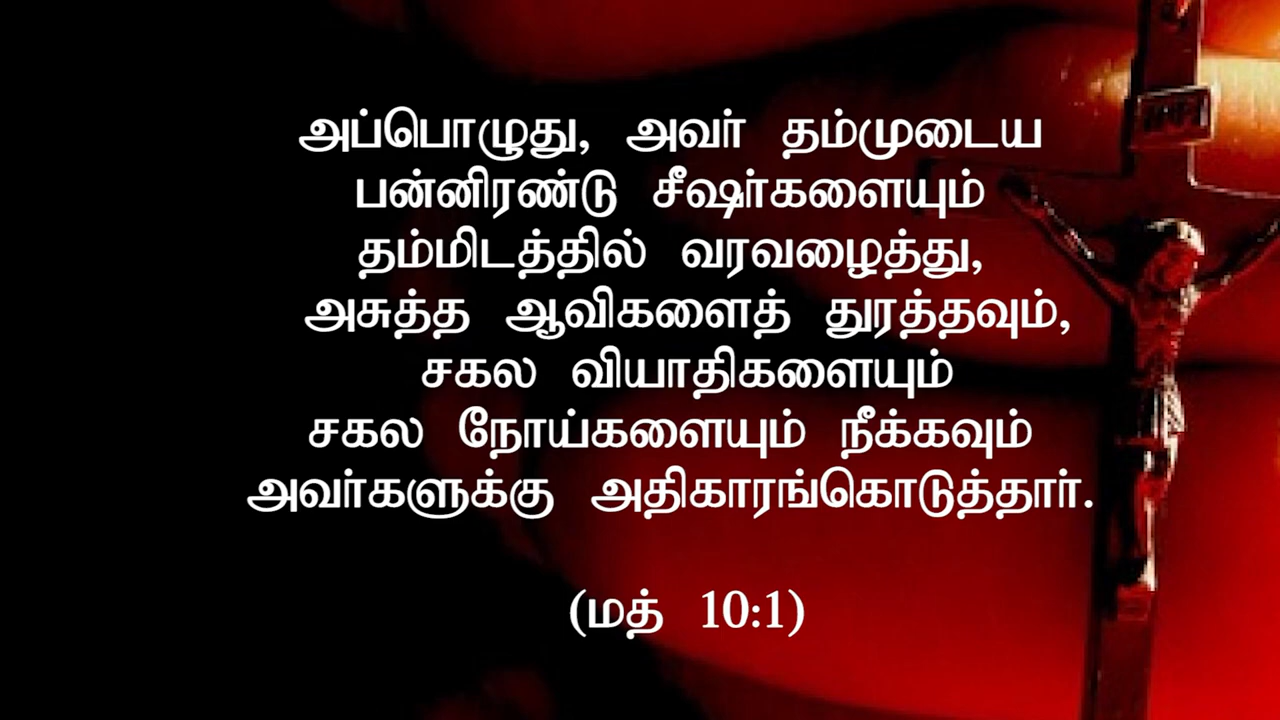 அப்பொழுது, அவர் தம்முடைய
பன்னிரண்டு சீஷர்களையும்
தம்மிடத்தில் வரவழைத்து,
அசுத்த ஆவிகளைத் துரத்தவும்,
சகல வியாதிகளையும்
சகல நோய்களையும் நீக்கவும்
அவர்களுக்கு அதிகாரங்கொடுத்தார்.
(மத் 10:1)